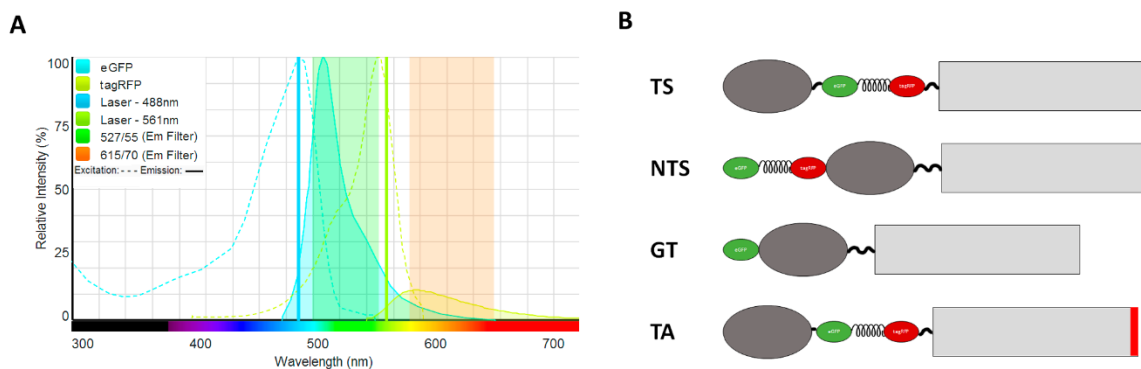 A
100
75
50
25
0
Relative Intensity (%)
eGFP
tagRFP
Laser - 488nm
Laser - 561nm
527/55 (Em Filter)
615/70 (Em Filter)
Excitation: Emission:
300
400
500
600
700
Wavelength (nm)
B
TS
eGFP
tagRFP
NTS
eGFP
tagRFP
GT
eGFP
TA
eGFP
tagRFP